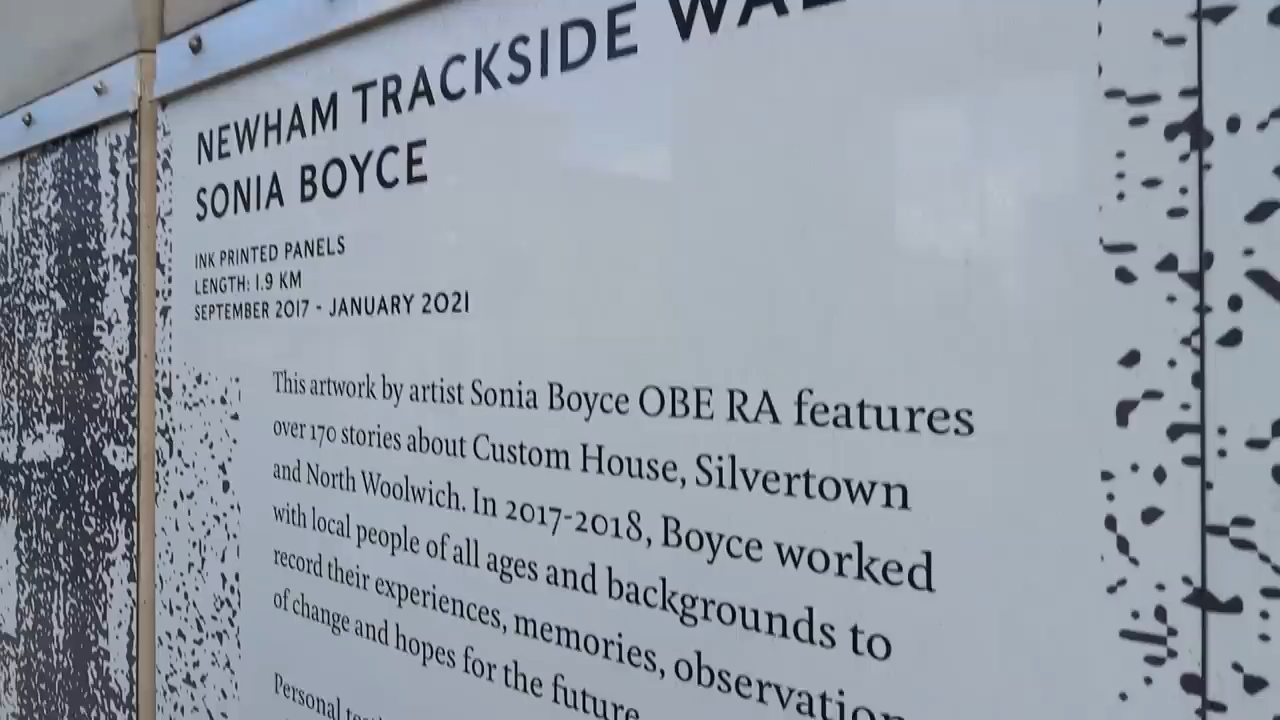 NEWHAM TRACKSIDE
SONIA BOYCE
INK PRINTED PANELS
LENGTH: 1.9 KM
SEPTEMBER 2017 - JANUARY 2021
This artwork by artist Sonia Boyce OBE RA features
over 170 stories about Custom House, Silvertown
and North Woolwich. In 2017-2018, Boyce worked
with local people of all ages and backgrounds to
record their experiences, memories,
of change and hopes for the future
Personal